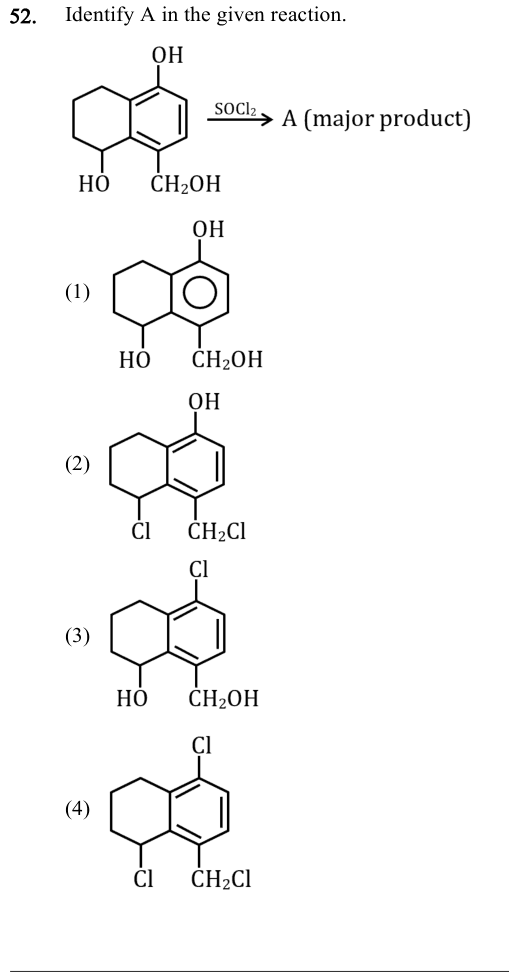 52. Identify A in the given reaction.
OH
SOCl₂ A (major product)
HO CH₂OH
OH
(1)
HO CH₂OH
OH
(2)
Cl CH₂Cl
Cl
(3)
HO CH₂OH
Cl
(4)
Cl CH₂Cl